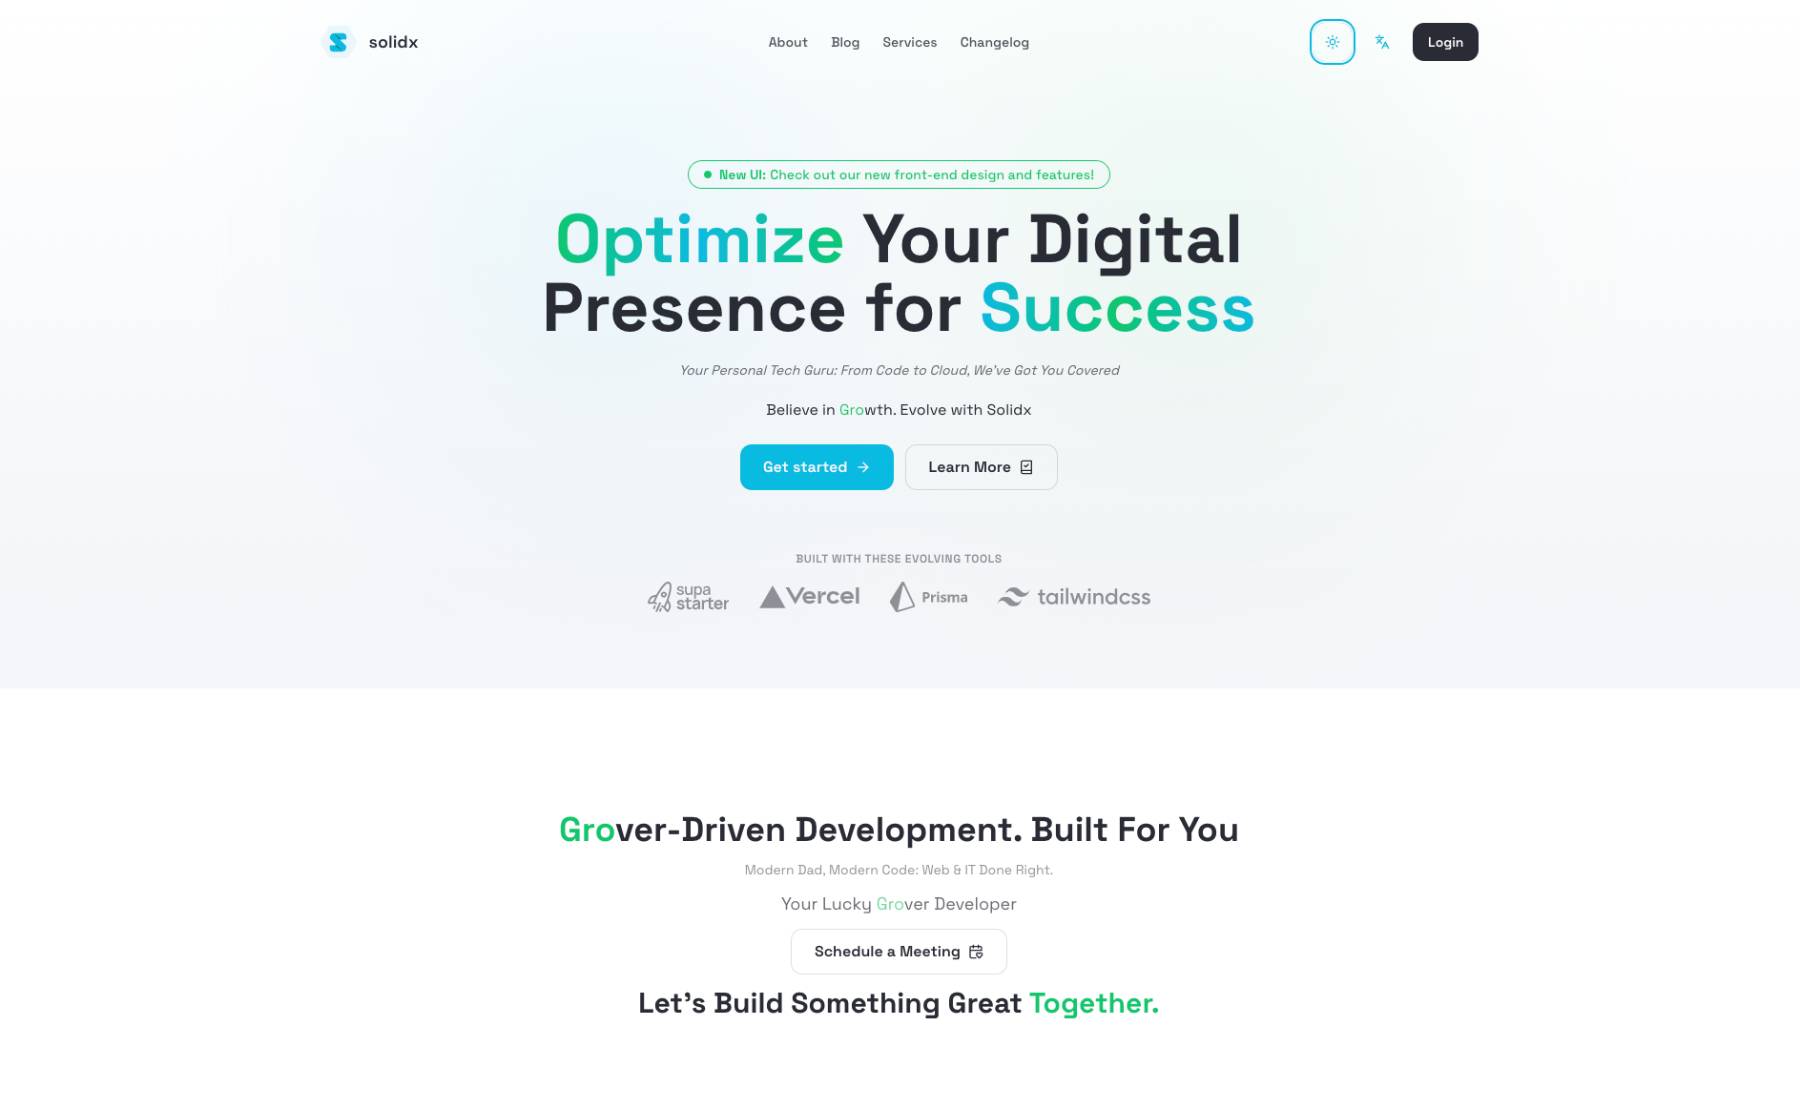 solidx
About Blog Services Changelog
Login
New UI: Check out our new front-end design and features!
Optimize Your Digital
Presence for Success
Your Personal Tech Guru: From Code to Cloud, We've Got You Covered
Believe in Growth. Evolve with Solidx
Get started
Learn More
BUILT WITH THESE EVOLVING TOOLS
supa
starter
Vercel
Prisma
tailwindcss
Grover-Driven Development. Built For You
Modern Dad, Modern Code: Web & IT Done Right.
Your Lucky Grover Developer
Schedule a Meeting
Let's Build Something Great Together.